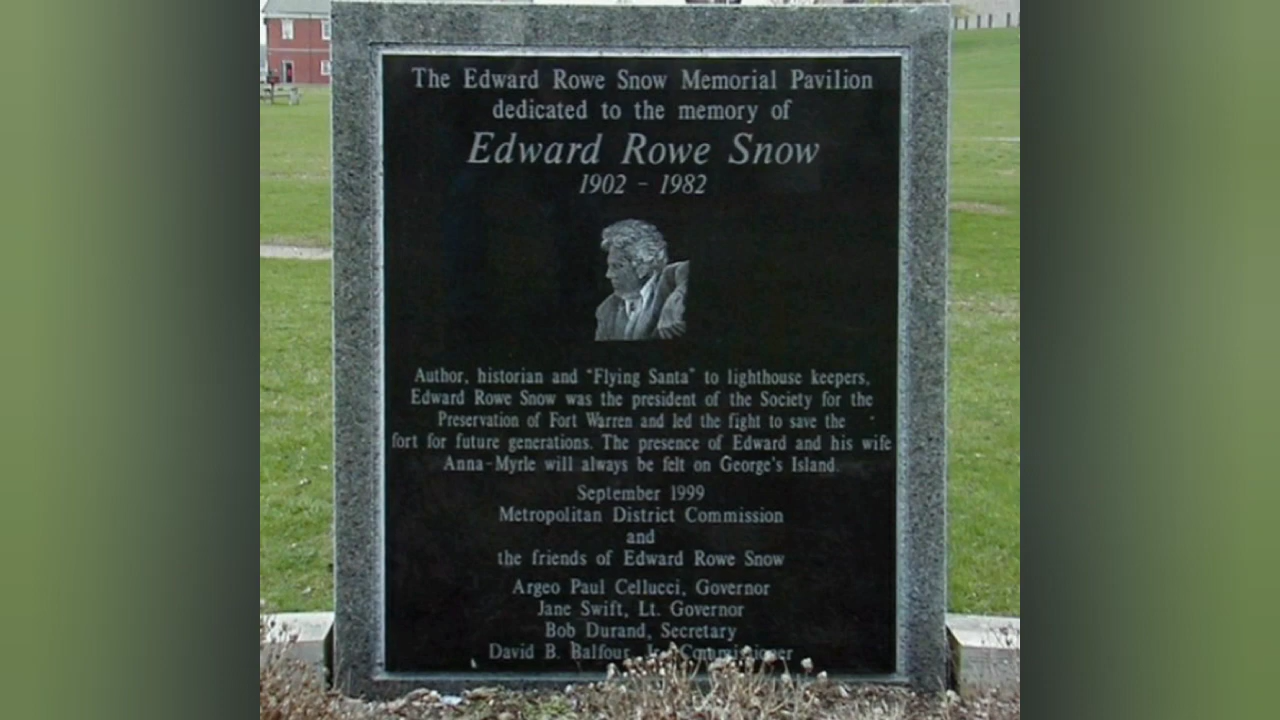 The Edward Rowe Snow Memorial Pavilion
dedicated to the memory of
Edward Rowe Snow
1902 - 1982
Author, historian and "Flying Santa" to lighthouse keepers,
Edward Rowe Snow was the president of the Society for the
Preservation of Fort Warren and led the fight to save the
fort for future generations. The presence of Edward and his wife
Anna-Myrle will always be felt on George's Island.
September 1999
Metropolitan District Commission
and
the friends of Edward Rowe Snow
Argeo Paul Cellucci, Governor
Jane Swift, Lt. Governor
Bob Durand, Secretary
David B. Balfour, Jr., Commissioner